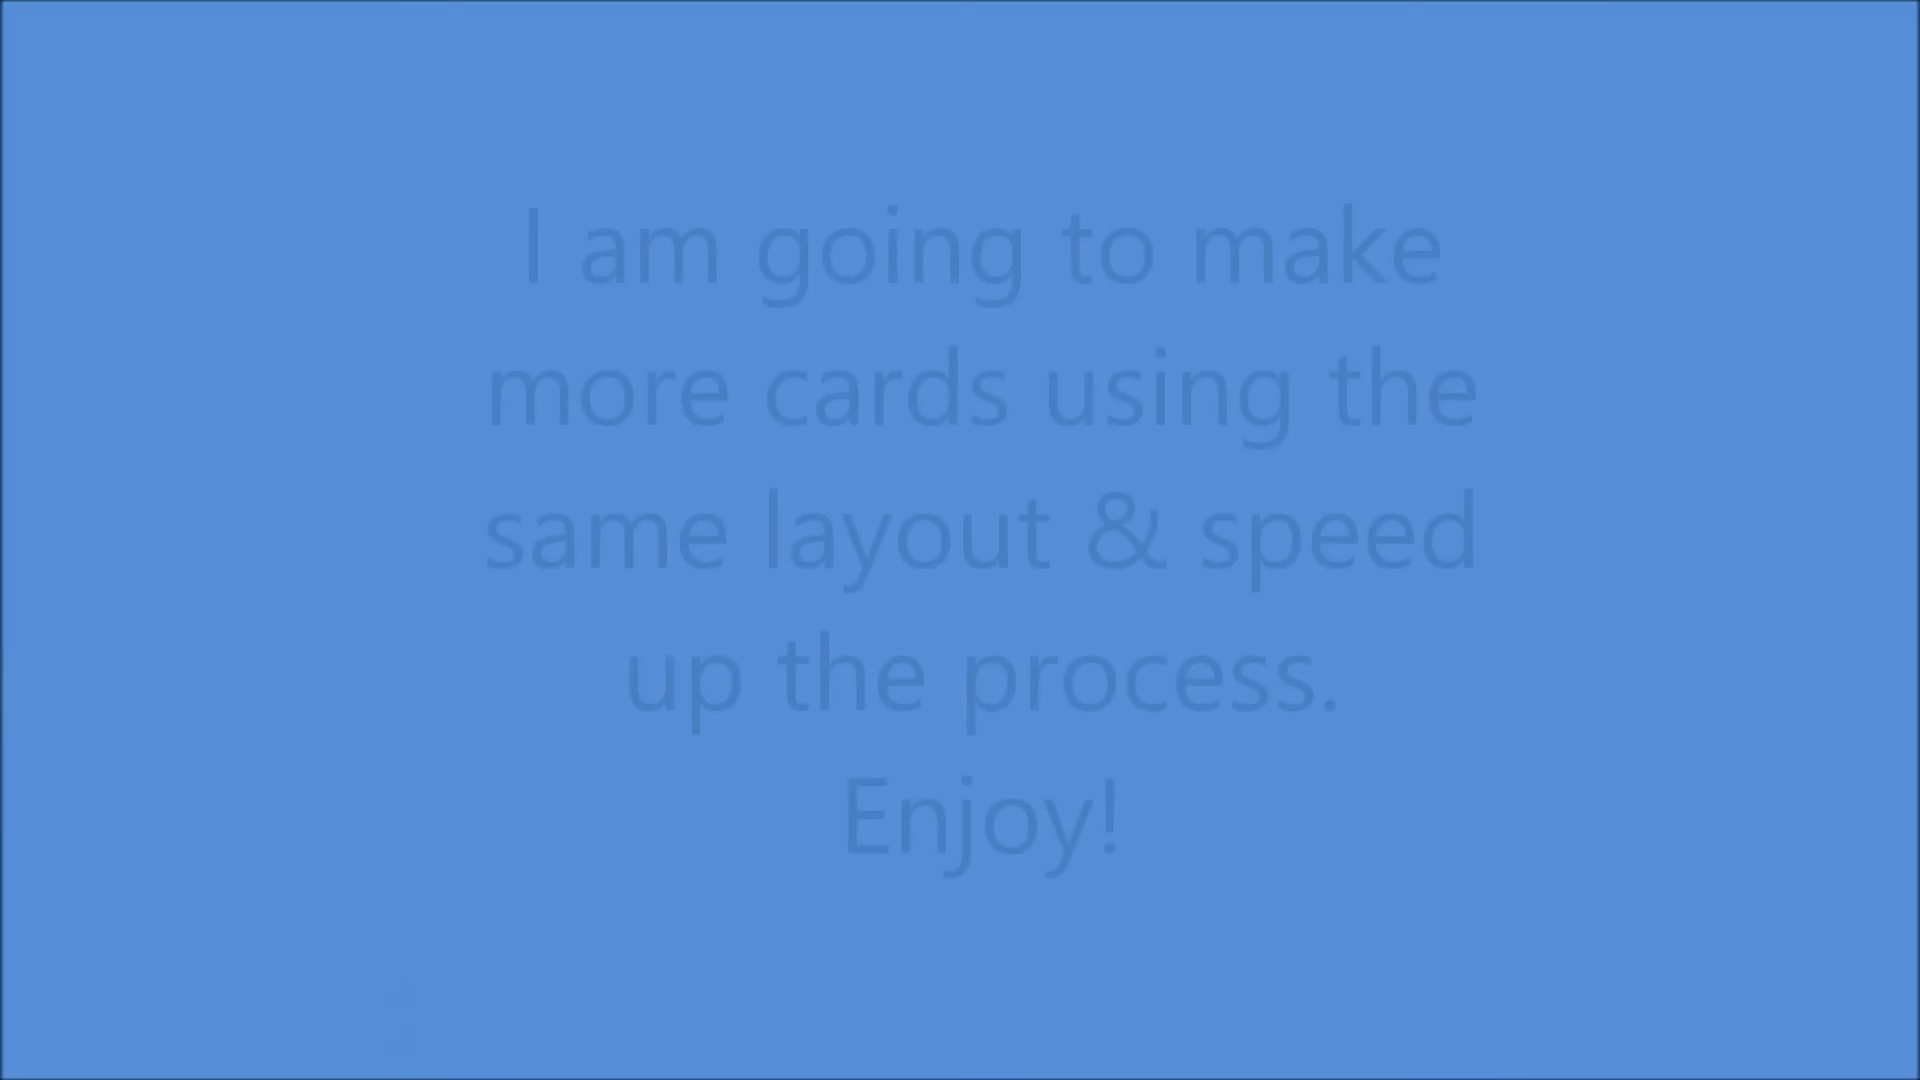 I am going to make
more cards using the
same layout & speed
up the process.
Enjoy!